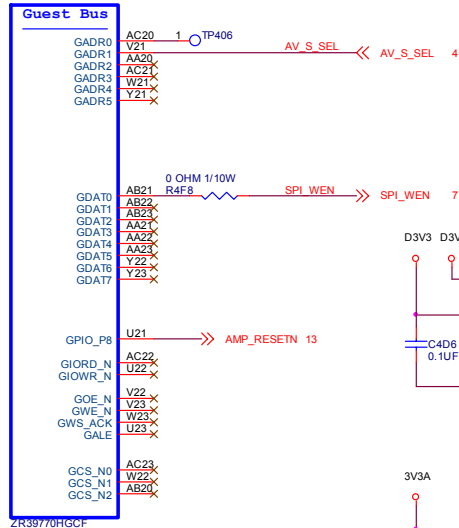 Guest Bus
GADR0 AC20 1 TP406
GADR1 V21 AV_S_SEL AV_S_SEL 4
GADR2 AA20
GADR3 AC21
GADR4 W21
GADR5 Y21
0 OHM 1/10W
GDAT0 AB21 R4F8 SPI_WEN SPI_WEN 7
GDAT1 AB22
GDAT2 AB23
GDAT3 AA21
GDAT4 AA22
GDAT5 AA23
GDAT6 Y22
GDAT7 Y23
D3V3 D3V
GPIO_P8 U21 AMP_RESETN 13
C4D6
0.1UF
GIORD_N AC22
GIOWR_N U22
GOE_N V22
GWE_N V23
GWS_ACK W23
GALE U23
GCS_N0 AC23
GCS_N1 W22
GCS_N2 AB20
3V3A
ZR39770HGCF